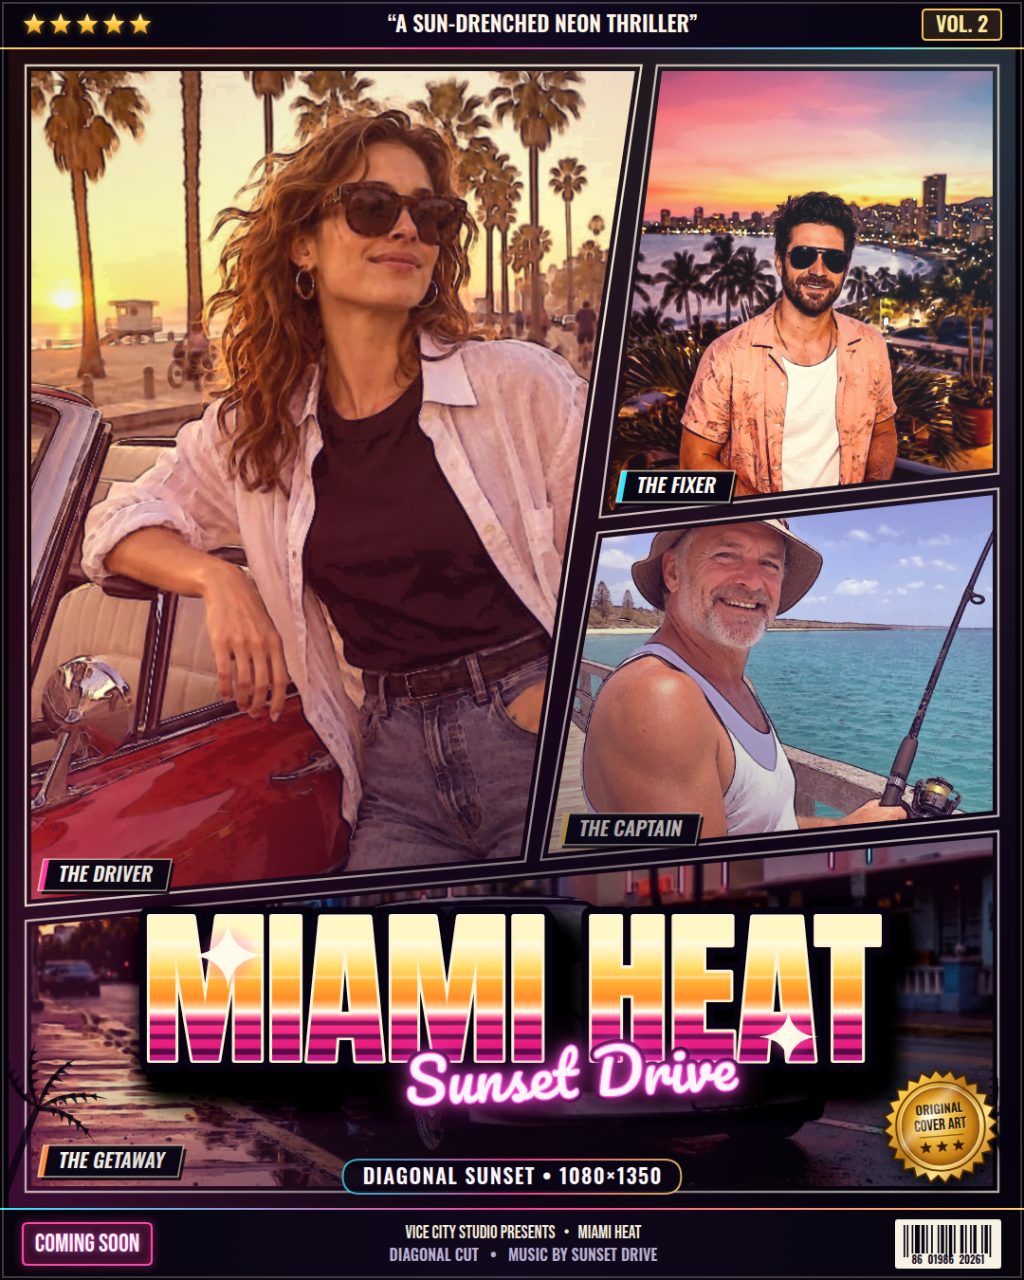 “A SUN-DRENCHED NEON THRILLER”
VOL. 2
THE FIXER
THE CAPTAIN
THE DRIVER
MIAMI HEAT
Sunset Drive
ORIGINAL
COVER ART
THE GETAWAY
DIAGONAL SUNSET • 1080×1350
COMING SOON
VICE CITY STUDIO PRESENTS • MIAMI HEAT
DIAGONAL CUT • MUSIC BY SUNSET DRIVE
86 01986 20261